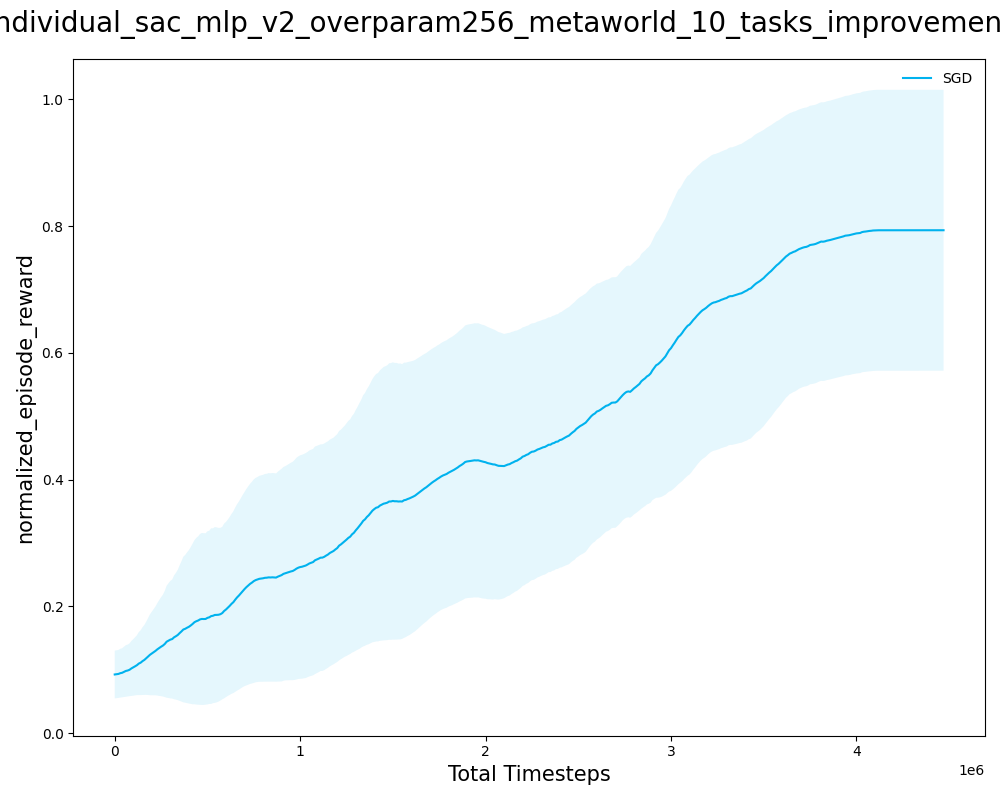 ndividual_sac_mlp_v2_overparam256_metaworld_10_tasks_improvemen
SGD
normalized_episode_reward
1.0
0.8
0.6
0.4
0.2
0.0
0 1 2 3 4
1e6
Total Timesteps